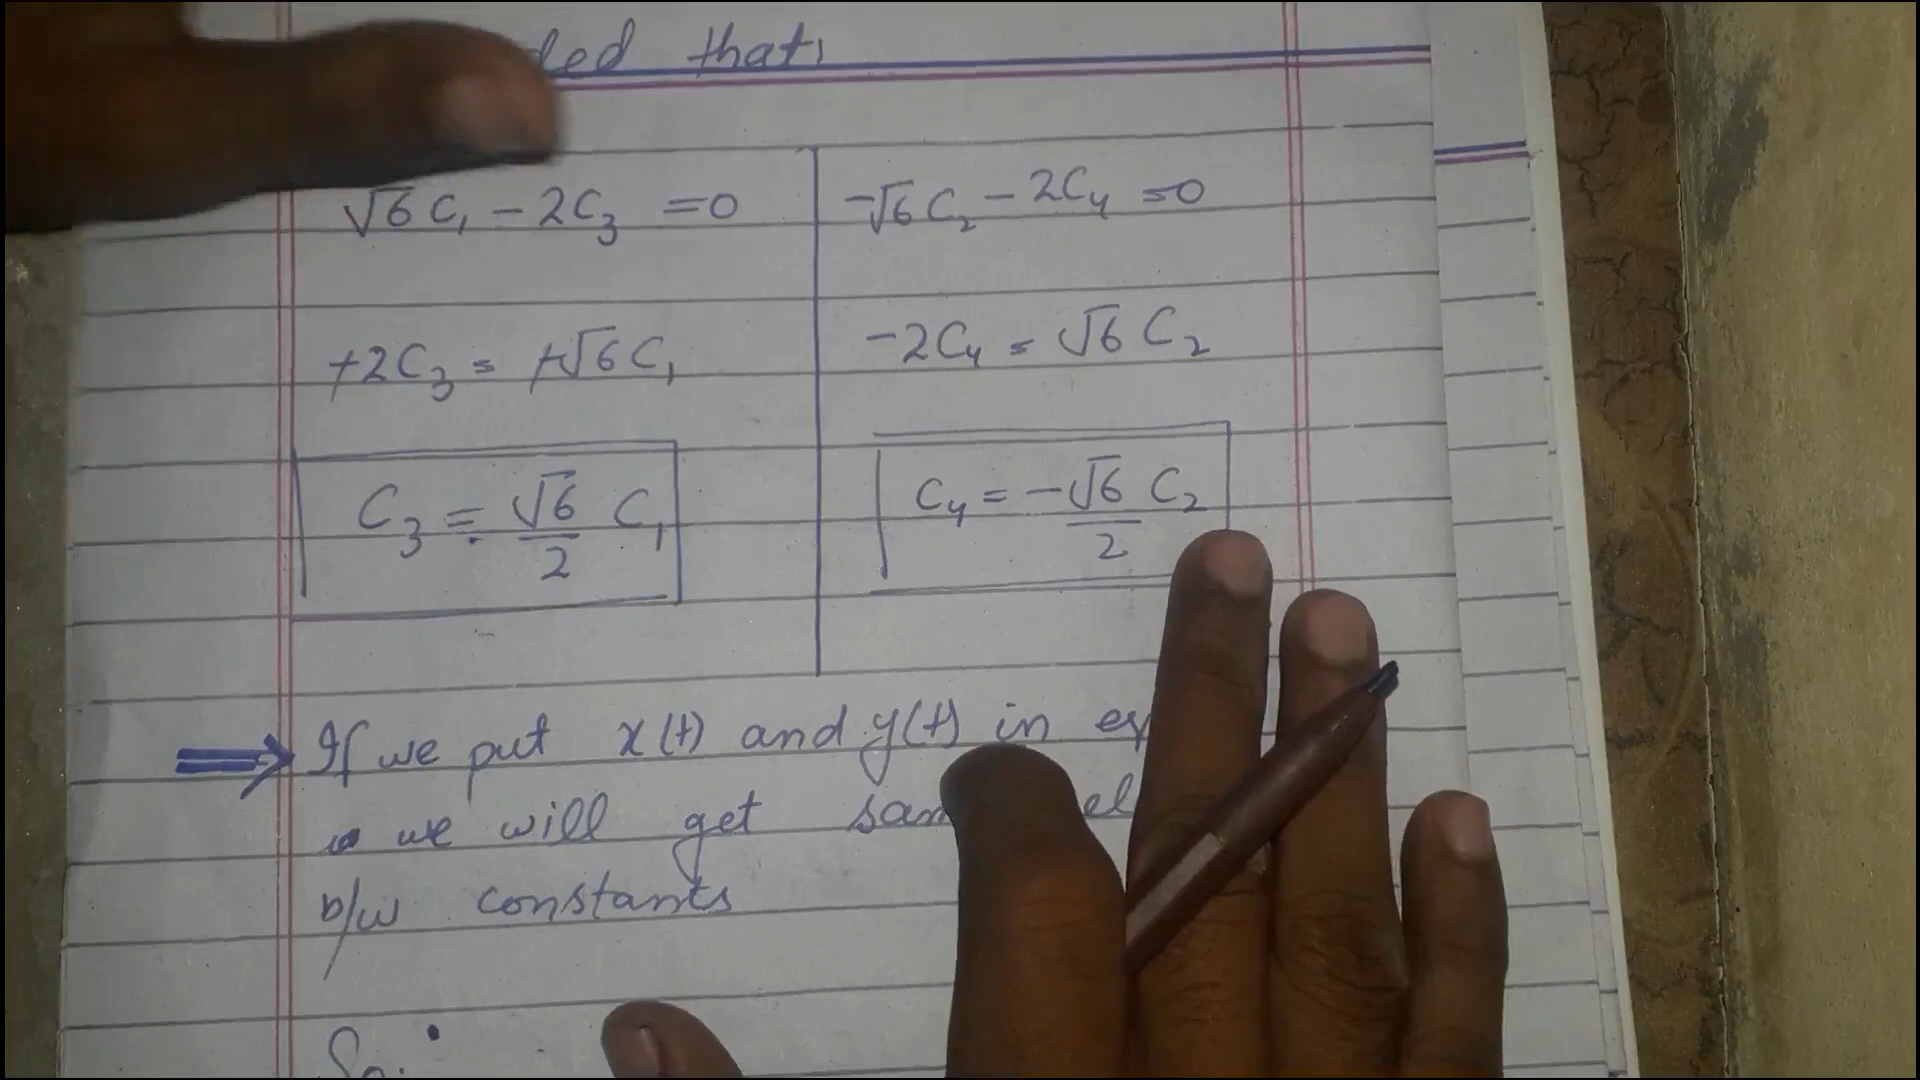 that:
√6 C₁ - 2C₃ = 0
-√6 C₂ - 2C₄ = 0
+2C₃ = +√6 C₁
-2C₄ = √6 C₂
C₃ = √6/2 C₁
C₄ = -√6/2 C₂
⇒ If we put x(t) and y(t) in
we will get
b/w constants
So: